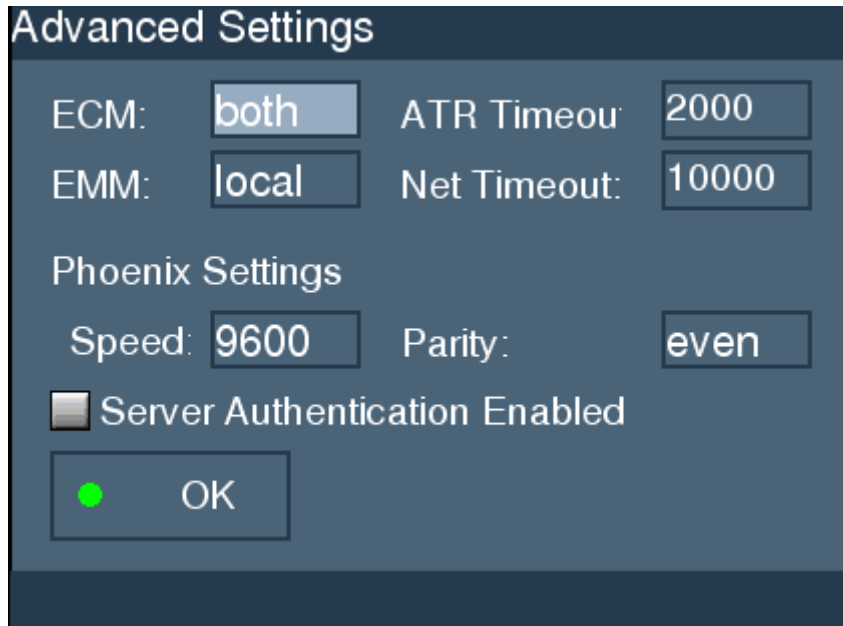 Advanced Settings
ECM: both ATR Timeou 2000
EMM: local Net Timeout: 10000
Phoenix Settings
Speed: 9600 Parity: even
Server Authentication Enabled
OK